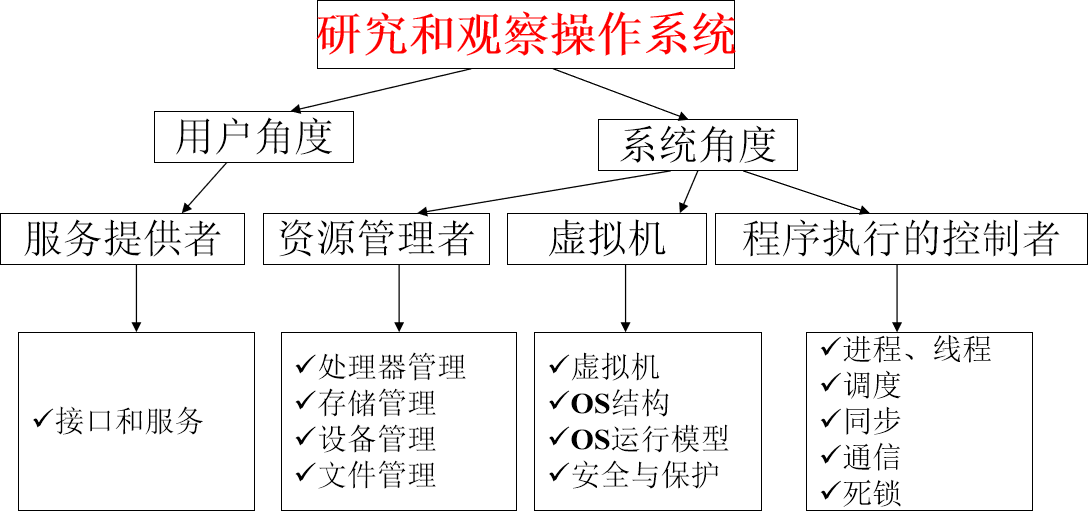 研究和观察操作系统
用户角度
系统角度
服务提供者
资源管理者
虚拟机
程序执行的控制者
✓接口和服务
✓处理器管理
✓存储管理
✓设备管理
✓文件管理
✓虚拟机
✓OS结构
✓OS运行模型
✓安全与保护
✓进程、线程
✓调度
✓同步
✓通信
✓死锁